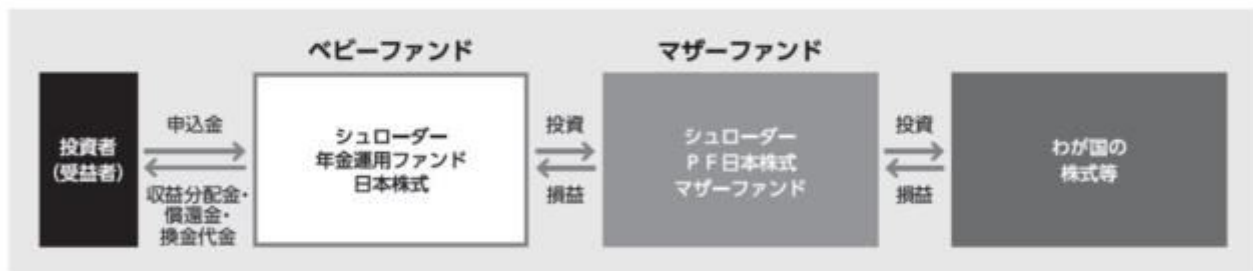 ベビーファンド
マザーファンド
投資者
(受益者)
申込金
収益分配金・
償還金・
換金代金
シュローダー
年金運用ファンド
日本株式
投資
損益
シュローダー
PF日本株式
マザーファンド
投資
損益
わが国の
株式等